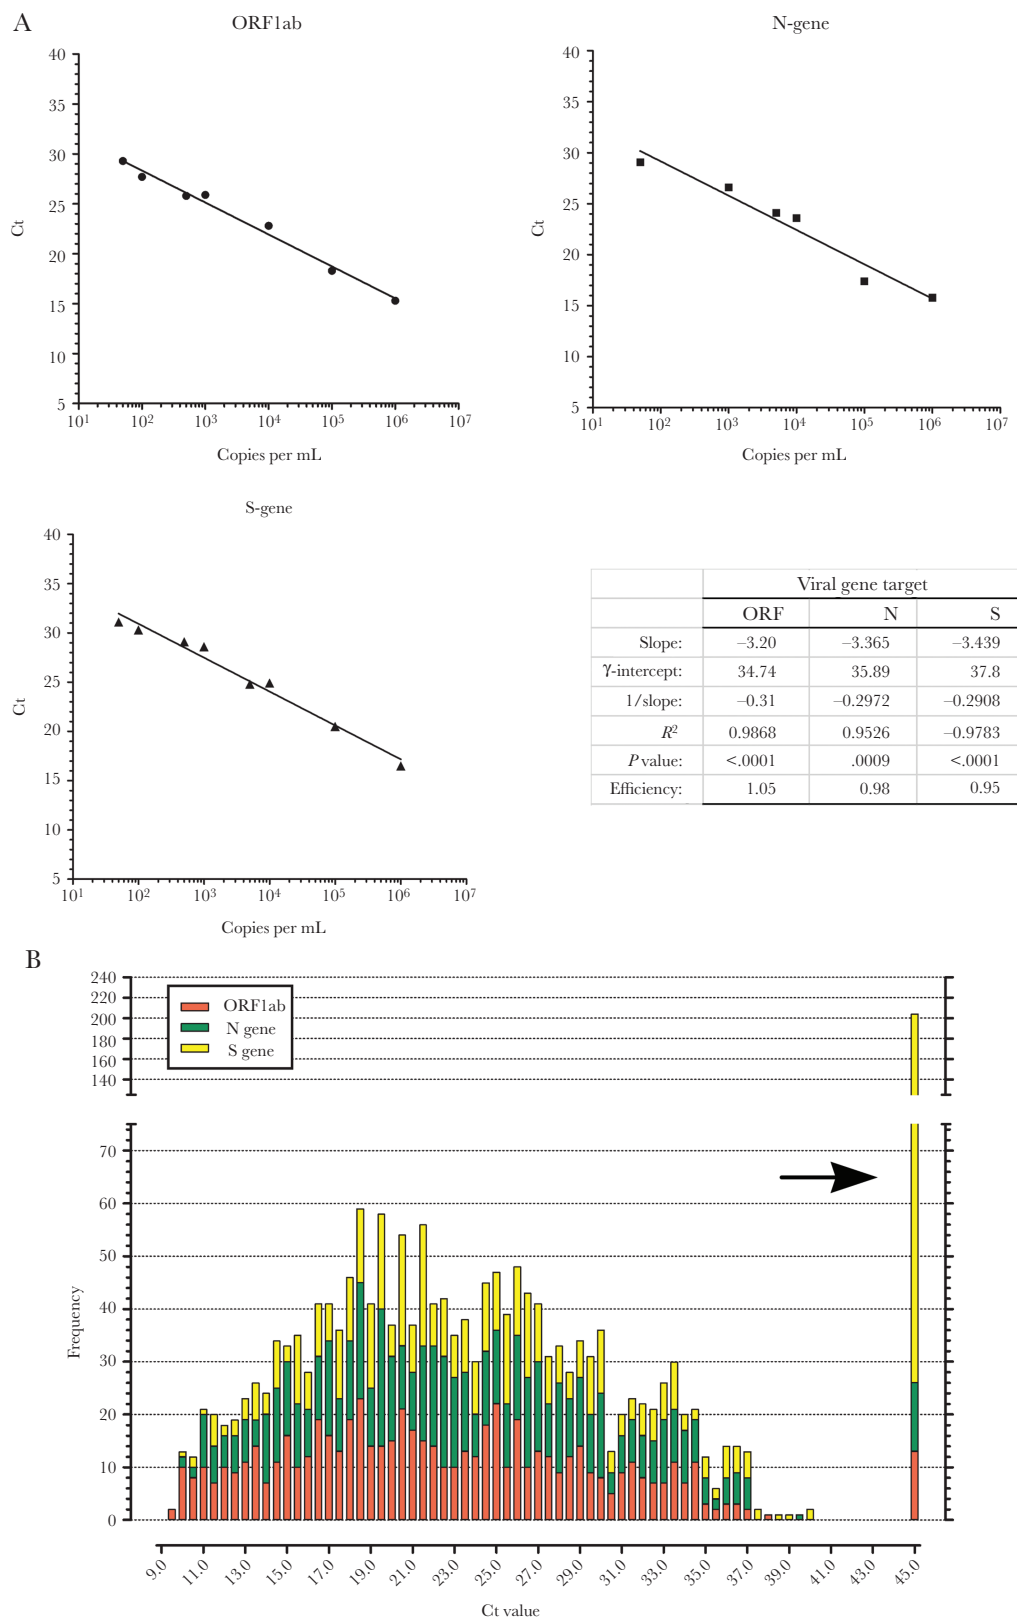 A
ORF1ab
40
35
30
25
20
15
10
5
Ct
10¹ 10² 10³ 10⁴ 10⁵ 10⁶ 10⁷
Copies per mL
N-gene
40
35
30
25
20
15
10
5
Ct
10¹ 10² 10³ 10⁴ 10⁵ 10⁶ 10⁷
Copies per mL
S-gene
40
35
30
25
20
15
10
5
Ct
10¹ 10² 10³ 10⁴ 10⁵ 10⁶ 10⁷
Copies per mL
Viral gene target
ORF N S
Slope: –3.20 –3.365 –3.439
γ-intercept: 34.74 35.89 37.8
1/slope: –0.31 –0.2972 –0.2908
R² 0.9868 0.9526 –0.9783
P value: <.0001 .0009 <.0001
Efficiency: 1.05 0.98 0.95
B
240
220
200
180
160
140
ORF1ab
N gene
S gene
70
60
50
40
30
20
10
0
Frequency
9.0 11.0 13.0 15.0 17.0 19.0 21.0 23.0 25.0 27.0 29.0 31.0 33.0 35.0 37.0 39.0 41.0 43.0 45.0
Ct value